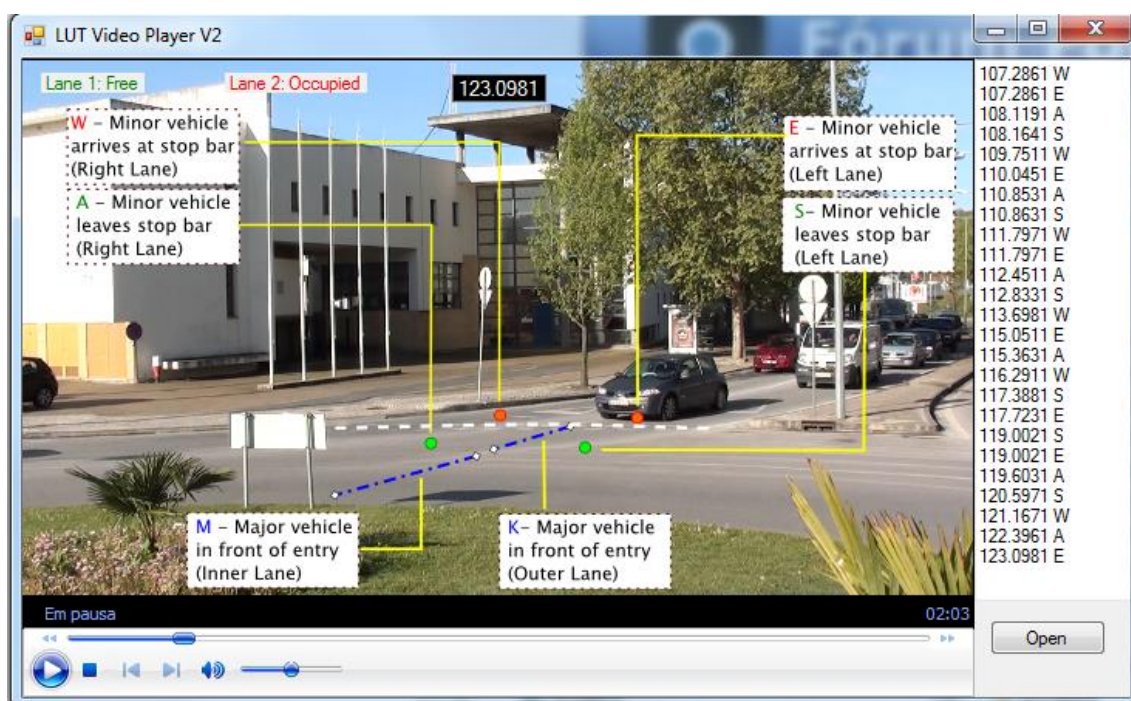 LUT Video Player V2
Fórum
Lane 1: Free
Lane 2: Occupied
123.0981
W – Minor vehicle
arrives at stop bar
(Right Lane)
A – Minor vehicle
leaves stop bar
(Right Lane)
E – Minor vehicle
arrives at stop bar
(Left Lane)
S– Minor vehicle
leaves stop bar
(Left Lane)
M – Major vehicle
in front of entry
(Inner Lane)
K– Major vehicle
in front of entry
(Outer Lane)
107.2861 W
107.2861 E
108.1191 A
108.1641 S
109.7511 W
110.0451 E
110.8531 A
110.8631 S
111.7971 W
111.7971 E
112.4511 A
112.8331 S
113.6981 W
115.0511 E
115.3631 A
116.2911 W
117.3881 S
117.7231 E
119.0021 S
119.0021 E
119.6031 A
120.5971 S
121.1671 W
122.3961 A
123.0981 E
Em pausa
02:03
Open